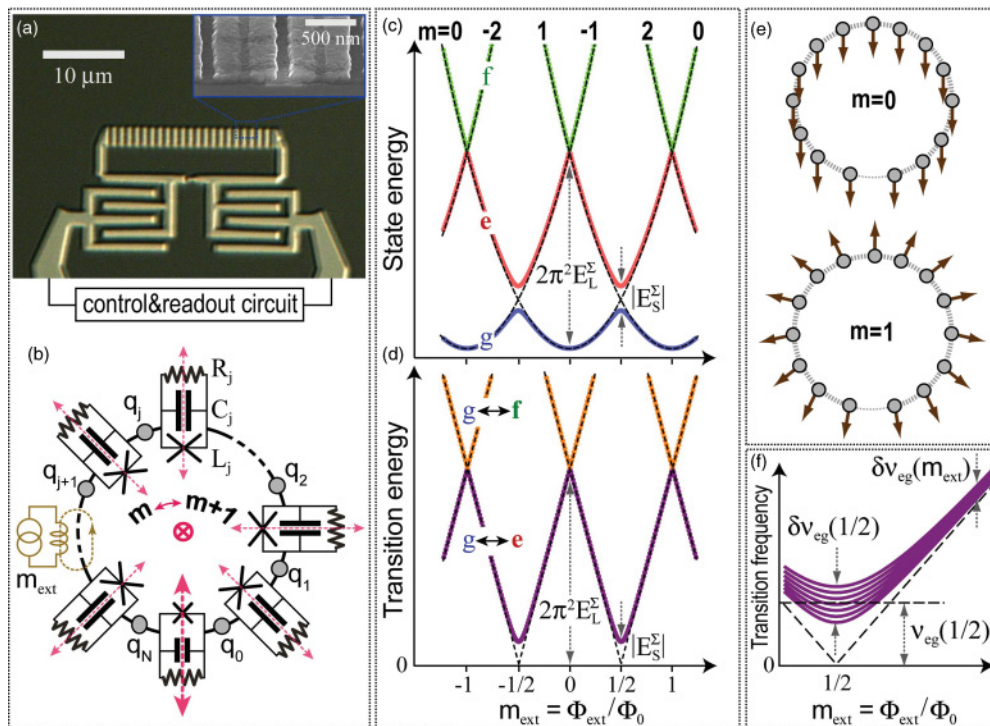 (a)
10 μm
500 nm
control&readout circuit
(b)
R_j
C_j
L_j
q_j
q_{j+1}
q_2
m m+1
m_ext
q_1
q_N
q_0
(c)
m=0 -2 1 -1 2 0
f
e
g
State energy
2π²E_L^Σ
|E_S^Σ|
(d)
g↔f
g↔e
Transition energy
2π²E_L^Σ
|E_S^Σ|
0
-1 -1/2 0 1/2 1
m_ext = Φ_ext/Φ_0
(e)
m=0
m=1
(f)
δν_eg(m_ext)
δν_eg(1/2)
ν_eg(1/2)
Transition frequency
0
1/2
m_ext = Φ_ext/Φ_0